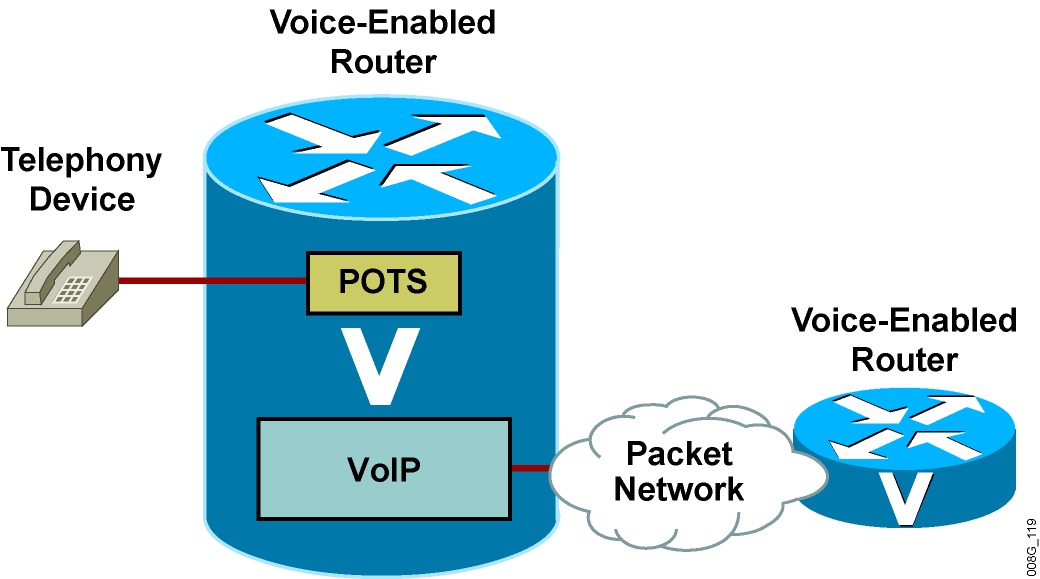 Voice-Enabled
Router
Telephony
Device
POTS
V
VoIP
Packet
Network
Voice-Enabled
Router
V
008G_119